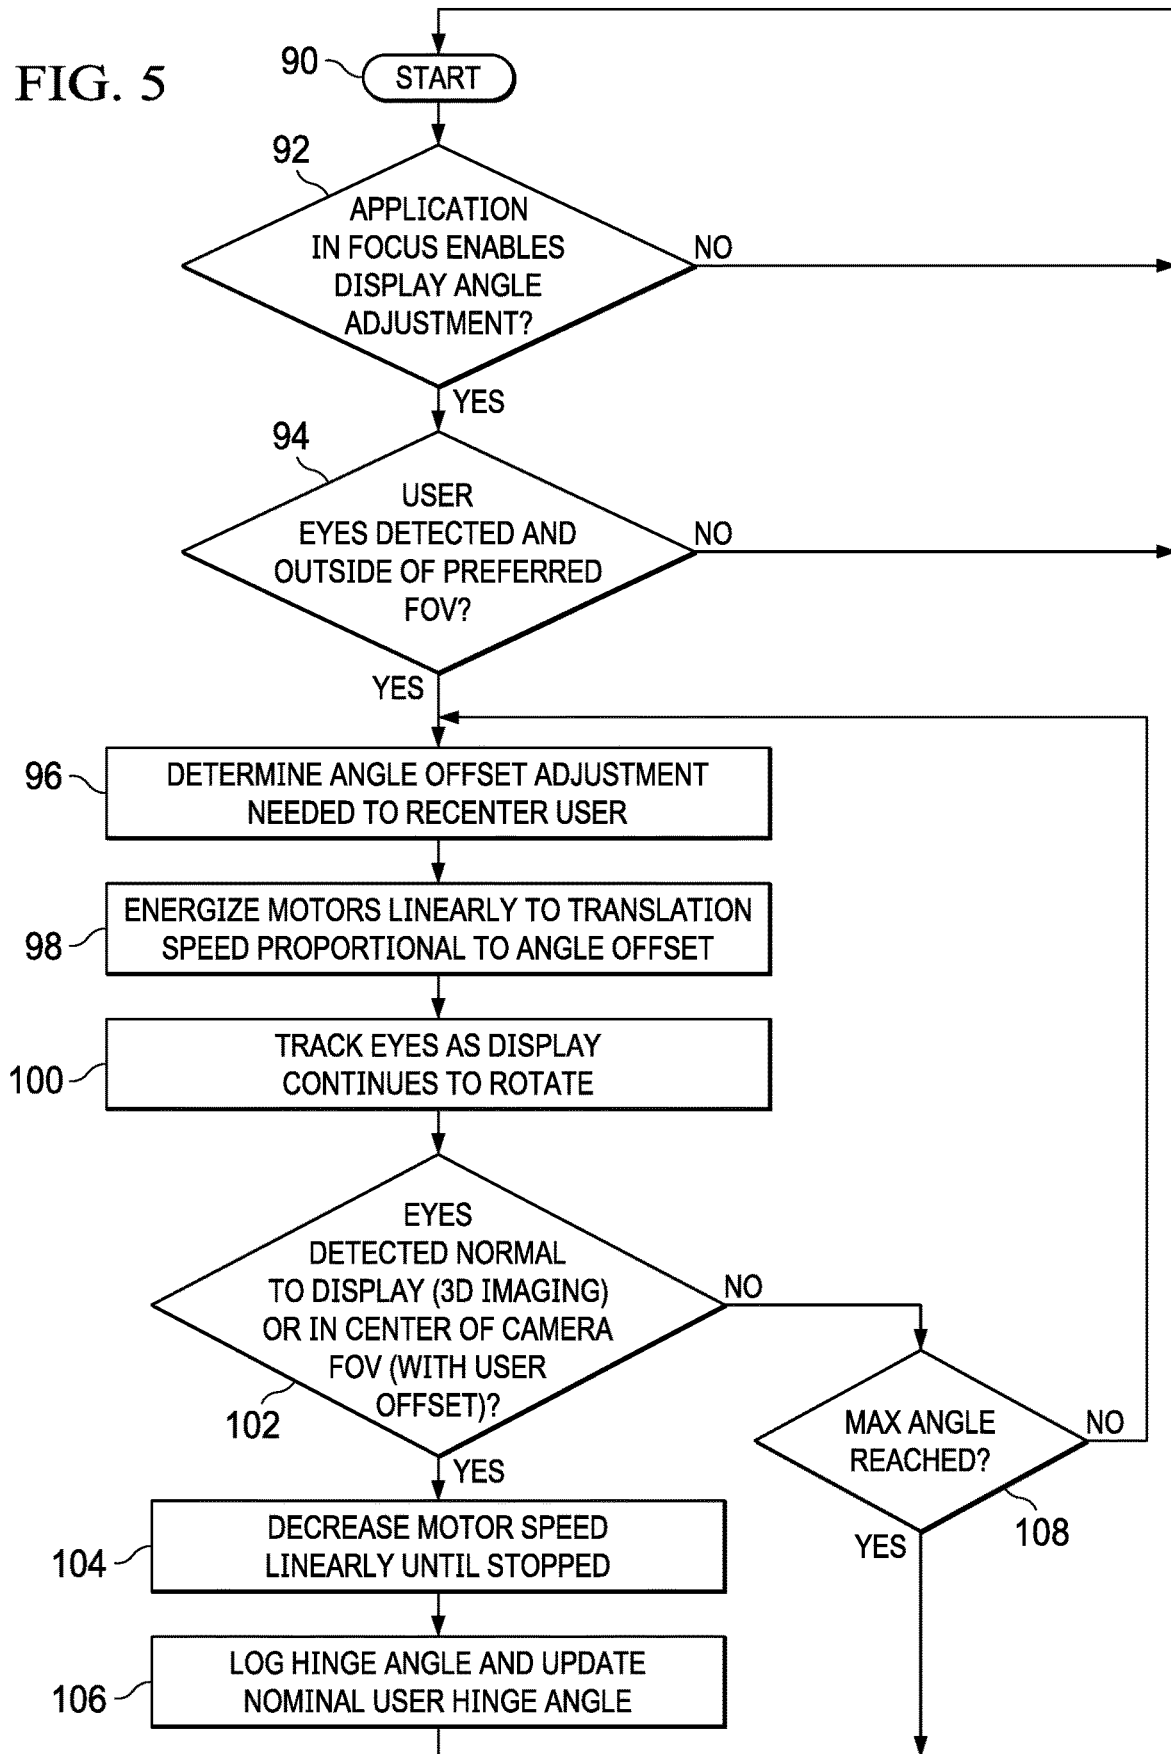 FIG. 5
90
START
92
APPLICATION
IN FOCUS ENABLES
DISPLAY ANGLE
ADJUSTMENT?
NO
YES
94
USER
EYES DETECTED AND
OUTSIDE OF PREFERRED
FOV?
NO
YES
96
DETERMINE ANGLE OFFSET ADJUSTMENT
NEEDED TO RECENTER USER
98
ENERGIZE MOTORS LINEARLY TO TRANSLATION
SPEED PROPORTIONAL TO ANGLE OFFSET
100
TRACK EYES AS DISPLAY
CONTINUES TO ROTATE
102
EYES
DETECTED NORMAL
TO DISPLAY (3D IMAGING)
OR IN CENTER OF CAMERA
FOV (WITH USER
OFFSET)?
NO
YES
MAX ANGLE
REACHED?
NO
108
YES
104
DECREASE MOTOR SPEED
LINEARLY UNTIL STOPPED
106
LOG HINGE ANGLE AND UPDATE
NOMINAL USER HINGE ANGLE